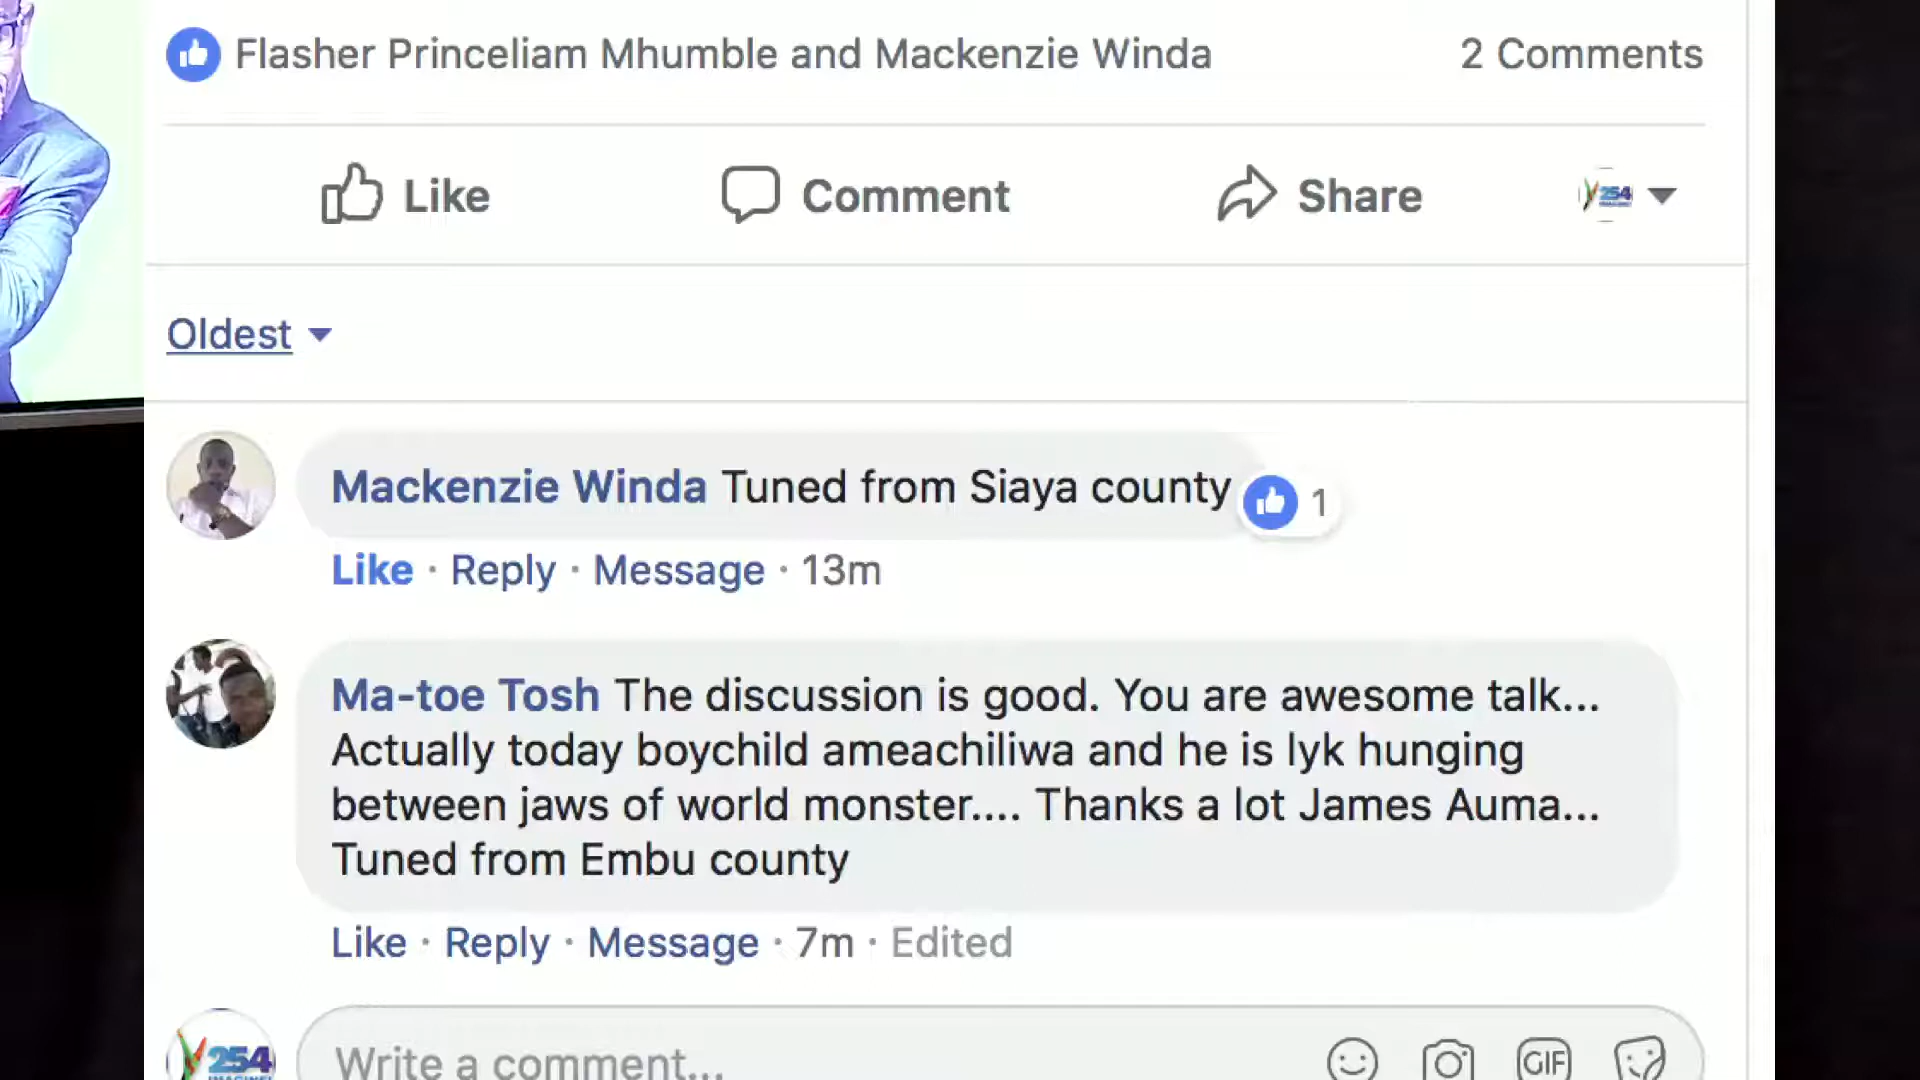 Flasher Princeliam Mhumble and Mackenzie Winda 2 Comments
Like Comment Share 254
Oldest
Mackenzie Winda Tuned from Siaya county 1
Like · Reply · Message · 13m
Ma-toe Tosh The discussion is good. You are awesome talk...
Actually today boychild ameachiliwa and he is lyk hunging
between jaws of world monster.... Thanks a lot James Auma...
Tuned from Embu county
Like · Reply · Message · 7m · Edited
Y254
Write a comment... GIF